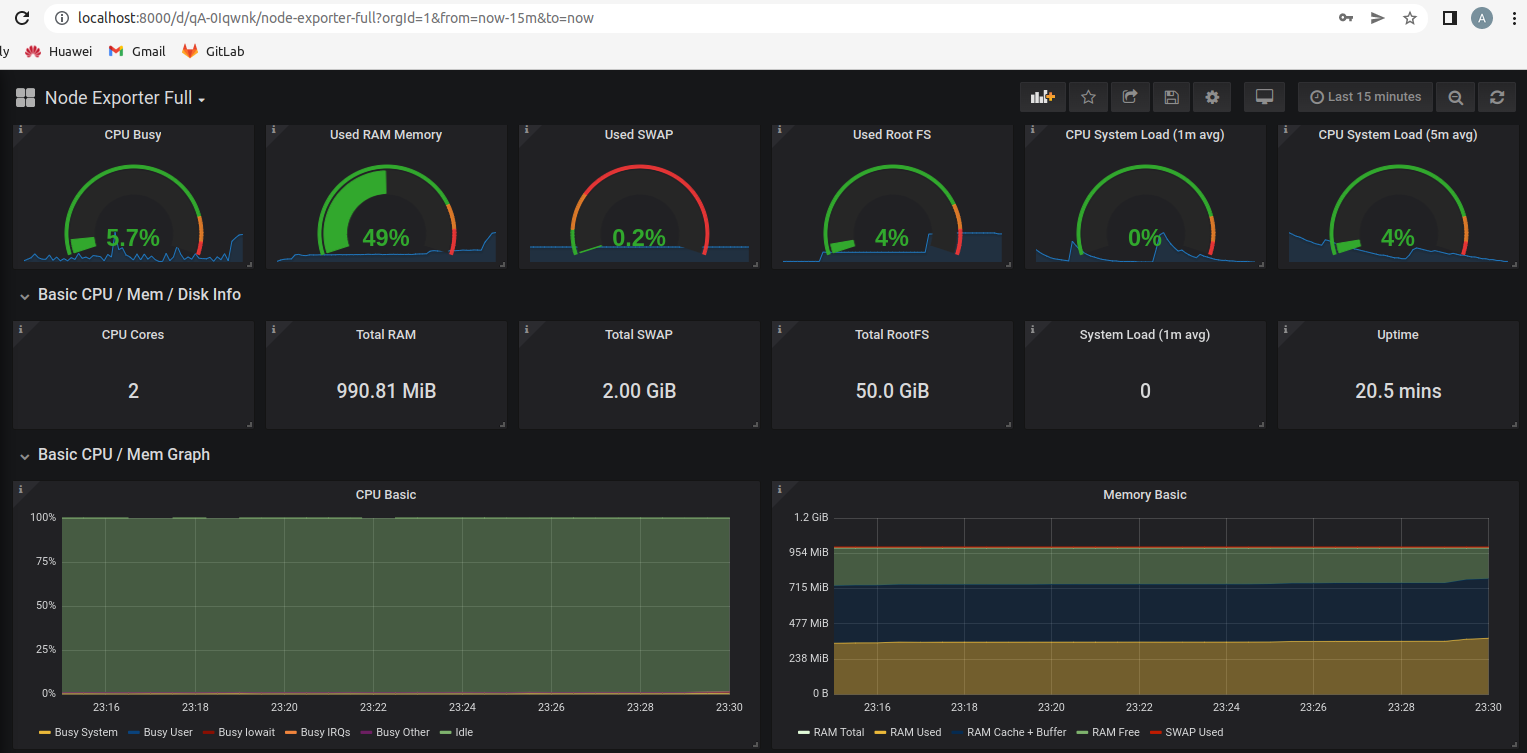 localhost:8000/d/qA-0Iqwnk/node-exporter-full?orgId=1&from=now-15m&to=now
A
ly Huawei Gmail GitLab
Node Exporter Full
Last 15 minutes
CPU Busy Used RAM Memory Used SWAP Used Root FS CPU System Load (1m avg) CPU System Load (5m avg)
5.7% 49% 0.2% 4% 0% 4%
Basic CPU / Mem / Disk Info
CPU Cores Total RAM Total SWAP Total RootFS System Load (1m avg) Uptime
2 990.81 MiB 2.00 GiB 50.0 GiB 0 20.5 mins
Basic CPU / Mem Graph
CPU Basic
100%
75%
50%
25%
0%
23:16 23:18 23:20 23:22 23:24 23:26 23:28 23:30
Busy System Busy User Busy Iowait Busy IRQs Busy Other Idle
Memory Basic
1.2 GiB
954 MiB
715 MiB
477 MiB
238 MiB
0 B
23:16 23:18 23:20 23:22 23:24 23:26 23:28 23:30
RAM Total RAM Used RAM Cache + Buffer RAM Free SWAP Used